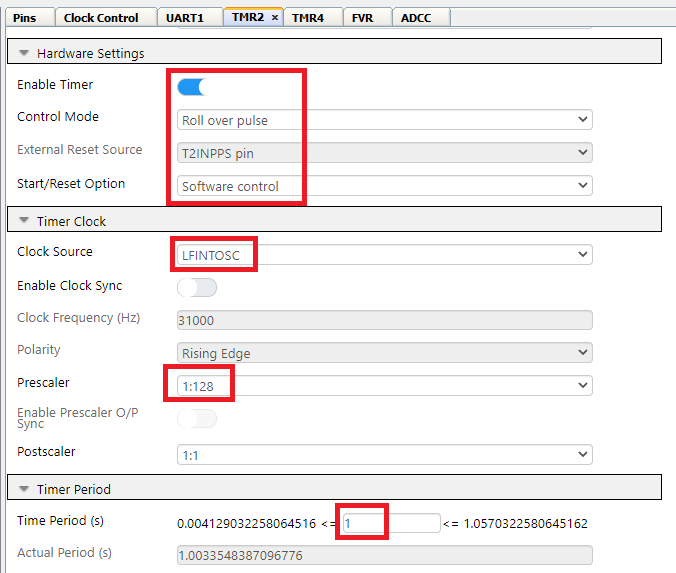 Pins Clock Control UART1 TMR2 × TMR4 FVR ADCC
Hardware Settings
Enable Timer
Control Mode Roll over pulse
External Reset Source T2INPPS pin
Start/Reset Option Software control
Timer Clock
Clock Source LFINTOSC
Enable Clock Sync
Clock Frequency (Hz) 31000
Polarity Rising Edge
Prescaler 1:128
Enable Prescaler O/P
Sync
Postscaler 1:1
Timer Period
Time Period (s) 0.004129032258064516 <= 1 <= 1.0570322580645162
Actual Period (s) 1.0033548387096776